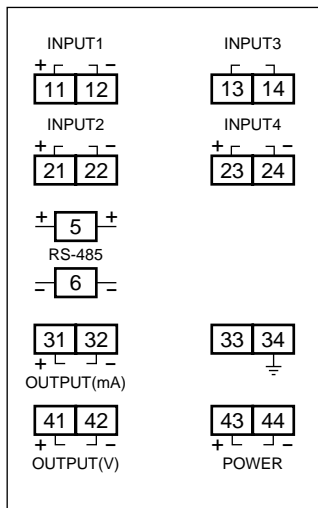 INPUT1 INPUT3
+ − 
11 12 13 14
INPUT2 INPUT4
+ − + −
21 22 23 24
+ 5 +
RS-485
− 6 −
31 32 33 34
+ −
OUTPUT(mA)
41 42 43 44
+ − + −
OUTPUT(V) POWER